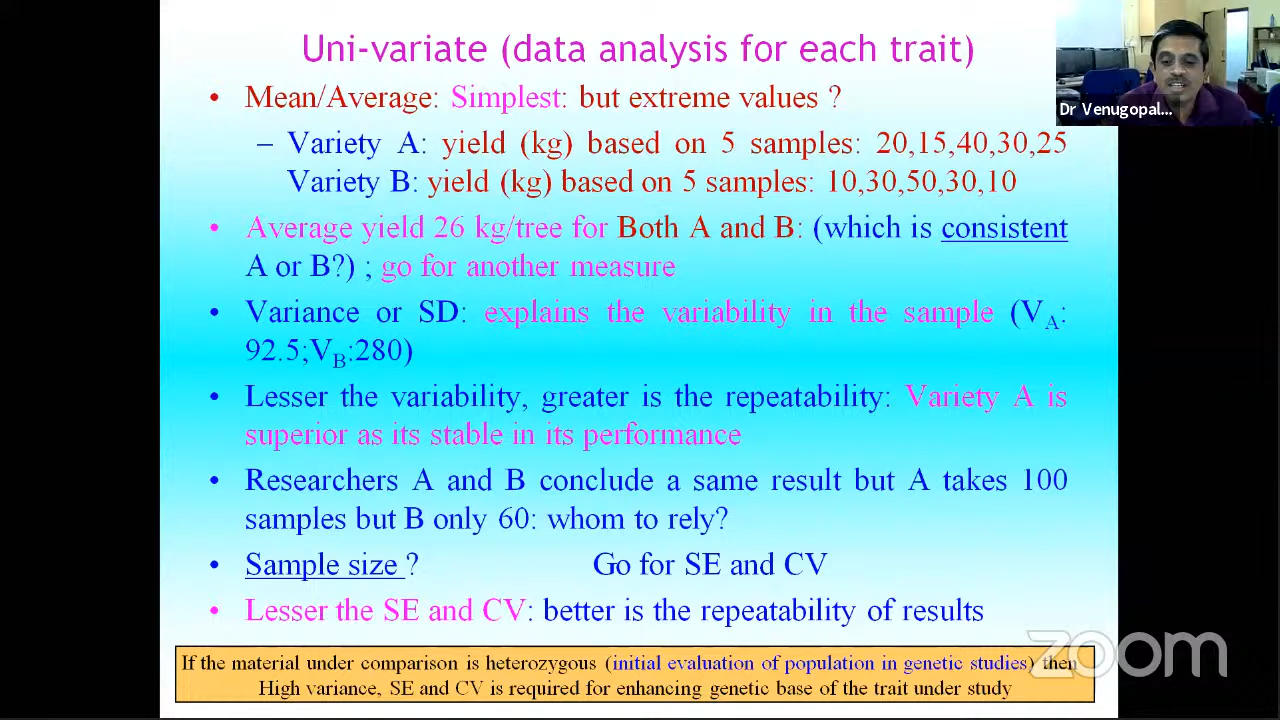 Uni-variate (data analysis for each trait)
• Mean/Average: Simplest: but extreme values ?
– Variety A: yield (kg) based on 5 samples: 20,15,40,30,25
Variety B: yield (kg) based on 5 samples: 10,30,50,30,10
• Average yield 26 kg/tree for Both A and B: (which is consistent
A or B?) ; go for another measure
• Variance or SD: explains the variability in the sample (VA:
92.5;VB:280)
• Lesser the variability, greater is the repeatability: Variety A is
superior as its stable in its performance
• Researchers A and B conclude a same result but A takes 100
samples but B only 60: whom to rely?
• Sample size ? Go for SE and CV
• Lesser the SE and CV: better is the repeatability of results
If the material under comparison is heterozygous (initial evaluation of population in genetic studies) then
High variance, SE and CV is required for enhancing genetic base of the trait under study
Dr Venugopal...
zoom